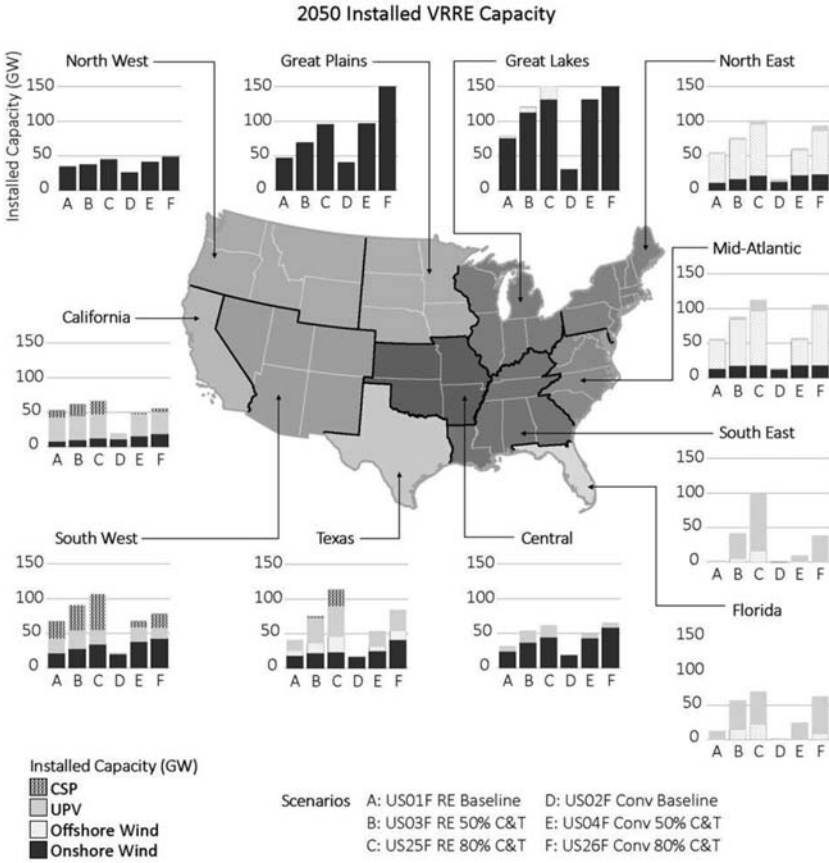 2050 Installed VRRE Capacity
Installed Capacity (GW)
North West
150
100
50
0
A B C D E F
Great Plains
150
100
50
0
A B C D E F
Great Lakes
150
100
50
0
A B C D E F
North East
150
100
50
0
A B C D E F
Mid-Atlantic
150
100
50
0
A B C D E F
California
150
100
50
0
A B C D E F
South East
150
100
50
0
A B C D E F
South West
150
100
50
0
A B C D E F
Texas
150
100
50
0
A B C D E F
Central
150
100
50
0
A B C D E F
Florida
150
100
50
0
A B C D E F
Installed Capacity (GW)
CSP
UPV
Offshore Wind
Onshore Wind
Scenarios A: US01F RE Baseline D: US02F Conv Baseline
B: US03F RE 50% C&T E: US04F Conv 50% C&T
C: US25F RE 80% C&T F: US26F Conv 80% C&T